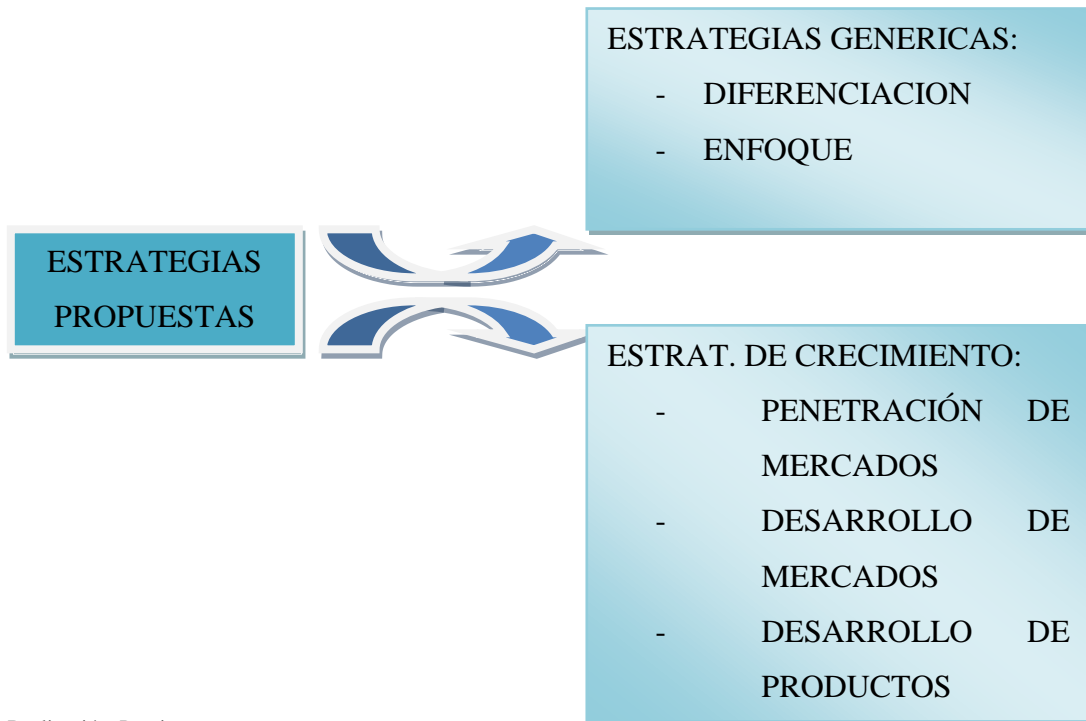 ESTRATEGIAS GENERICAS:
- DIFERENCIACION
- ENFOQUE
ESTRATEGIAS
PROPUESTAS
ESTRAT. DE CRECIMIENTO:
- PENETRACIÓN DE
MERCADOS
- DESARROLLO DE
MERCADOS
- DESARROLLO DE
PRODUCTOS